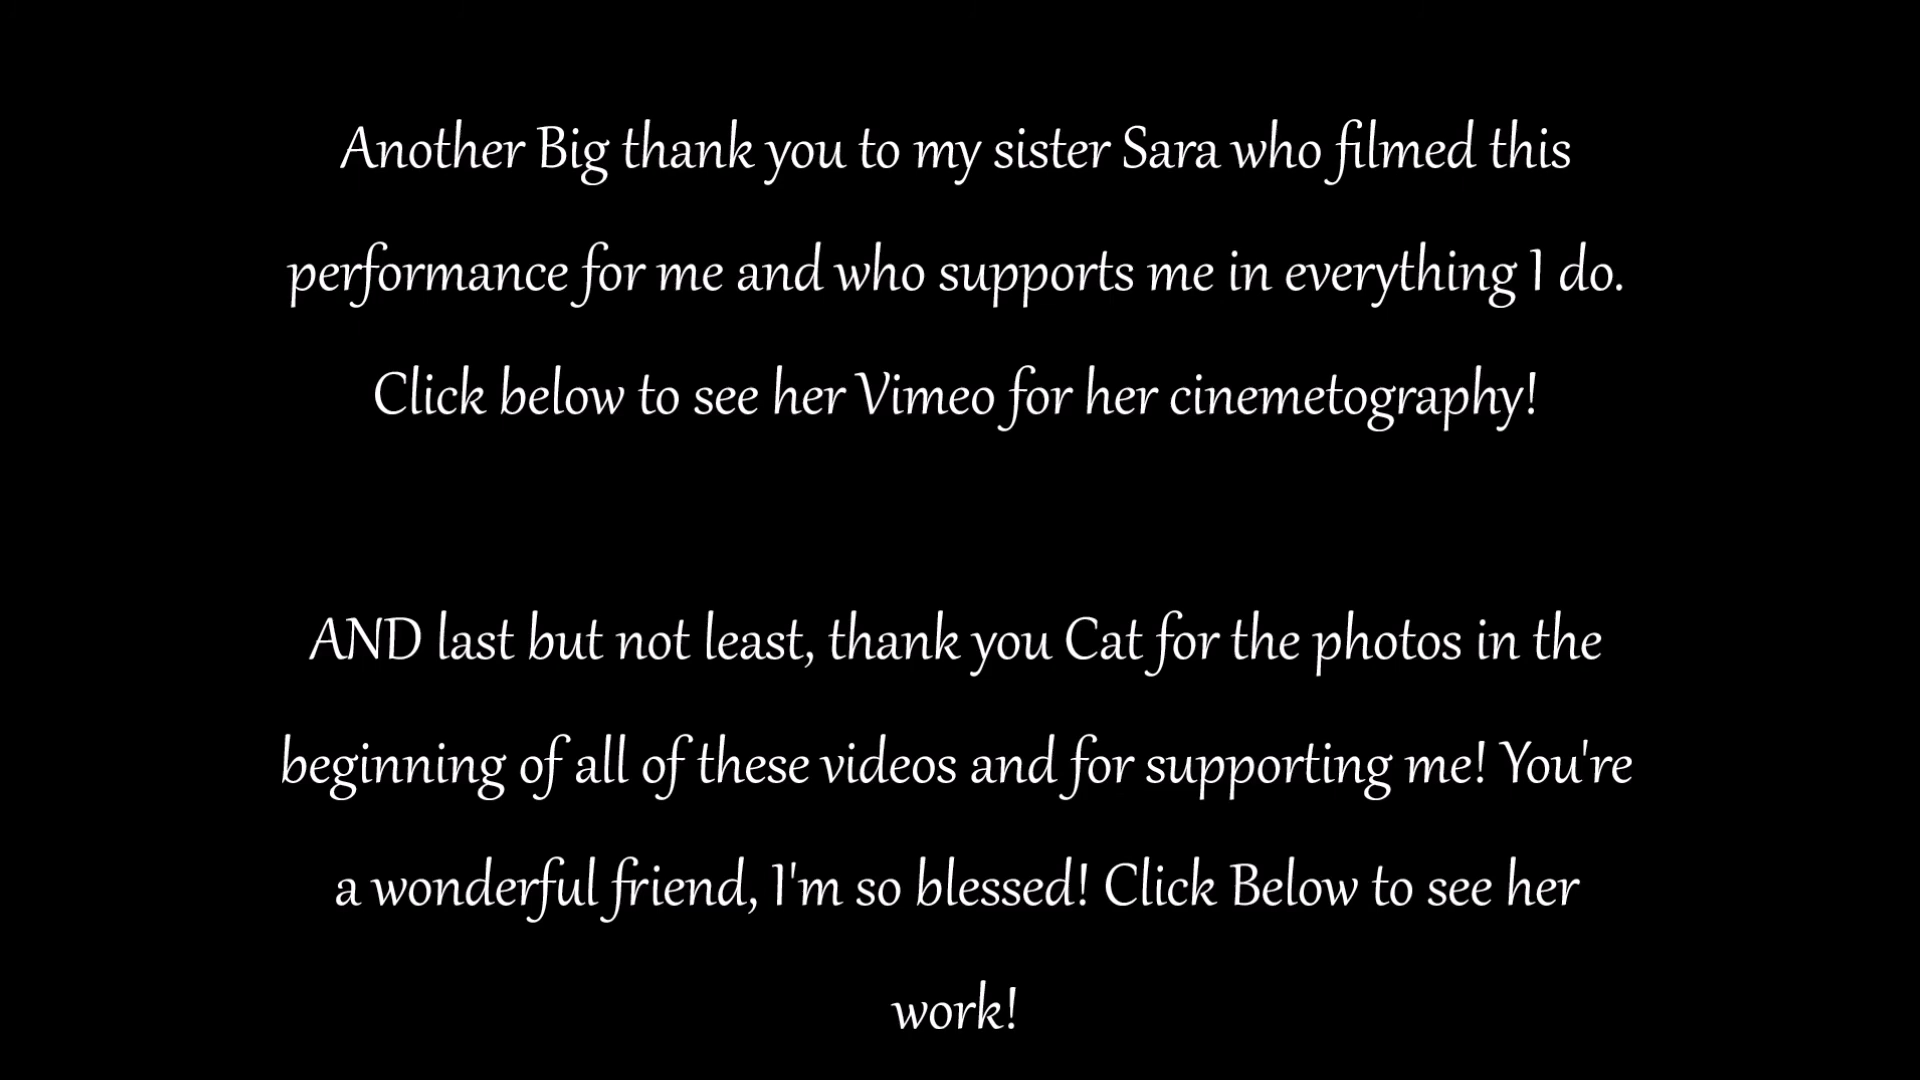 Another Big thank you to my sister Sara who filmed this
performance for me and who supports me in everything I do.
Click below to see her Vimeo for her cinemetography!
AND last but not least, thank you Cat for the photos in the
beginning of all of these videos and for supporting me! You're
a wonderful friend, I'm so blessed! Click Below to see her
work!